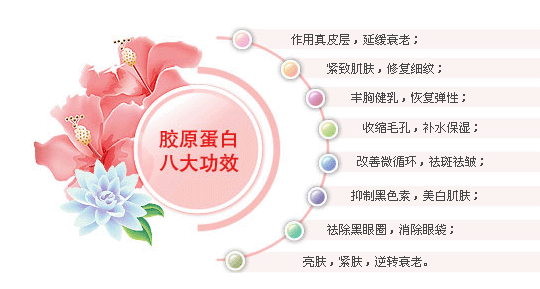 胶原蛋白
八大功效
作用真皮层，延缓衰老；
紧致肌肤，修复细纹；
丰胸健乳，恢复弹性；
收缩毛孔，补水保湿；
改善微循环，祛斑祛皱；
抑制黑色素，美白肌肤；
祛除黑眼圈，消除眼袋；
亮肤，紧肤，逆转衰老。